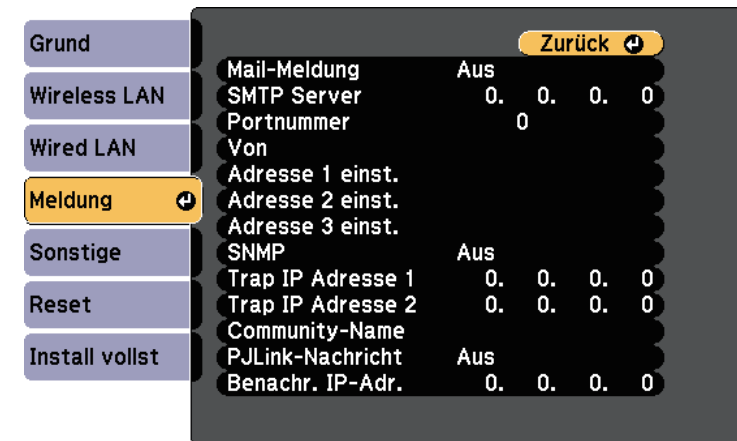 Grund
Wireless LAN
Wired LAN
Meldung
Sonstige
Reset
Install vollst
Zurück
Mail-Meldung Aus
SMTP Server 0. 0. 0. 0
Portnummer 0
Von
Adresse 1 einst.
Adresse 2 einst.
Adresse 3 einst.
SNMP Aus
Trap IP Adresse 1 0. 0. 0. 0
Trap IP Adresse 2 0. 0. 0. 0
Community-Name
PJLink-Nachricht Aus
Benachr. IP-Adr. 0. 0. 0. 0